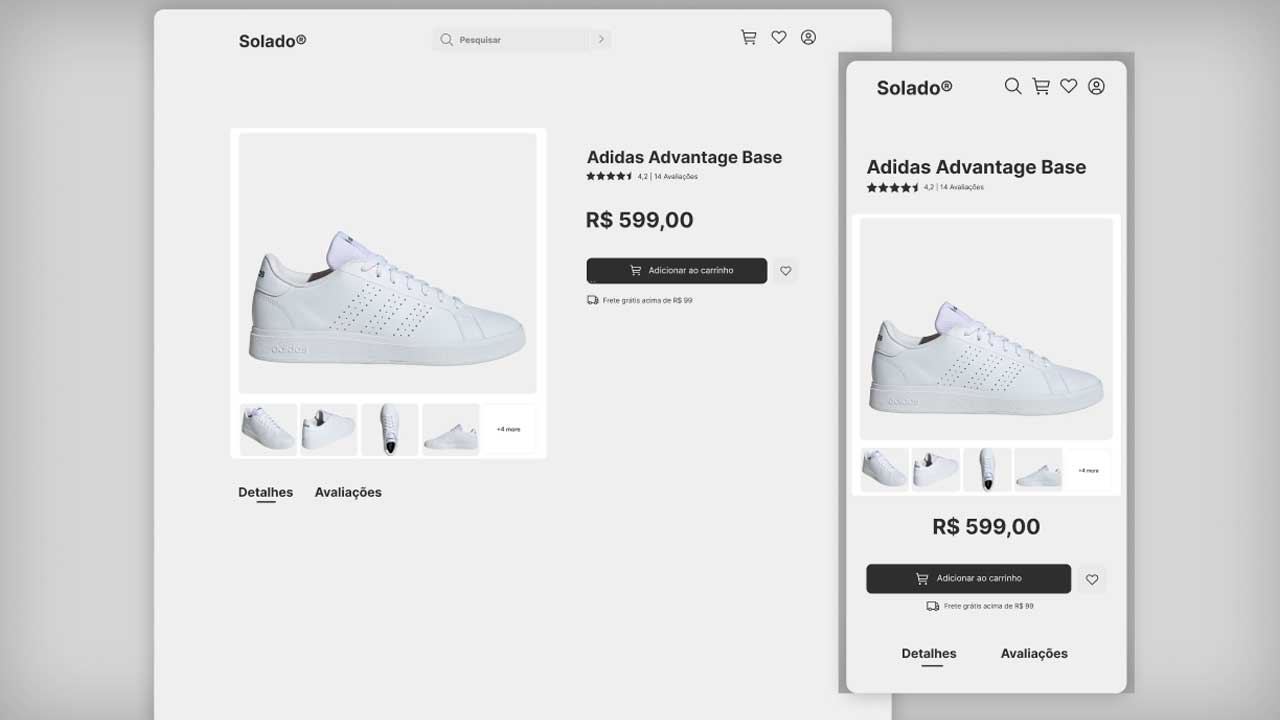 Solado®
Pesquisar
Adidas Advantage Base
4,2 | 14 Avaliações
R$ 599,00
Adicionar ao carrinho
Frete grátis acima de R$ 99
adidas
+4 more
Detalhes
Avaliações
Solado®
Adidas Advantage Base
4,2 | 14 Avaliações
adidas
+4 more
R$ 599,00
Adicionar ao carrinho
Frete grátis acima de R$ 99
Detalhes
Avaliações